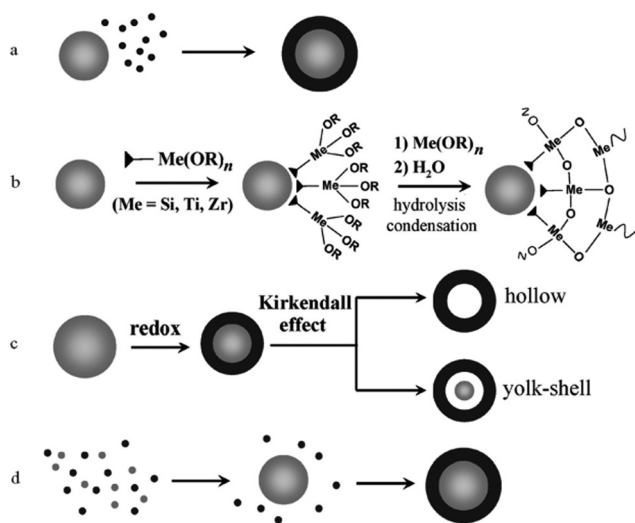 a
b
Me(OR)n
(Me = Si, Ti, Zr)
OR
OR
Me OR
OR
Me OR
OR
Me OR
OR
OR
1) Me(OR)n
2) H2O
hydrolysis
condensation
O
Me O Me
O
Me O
O
O Me O Me
c
redox
Kirkendall
effect
hollow
yolk-shell
d